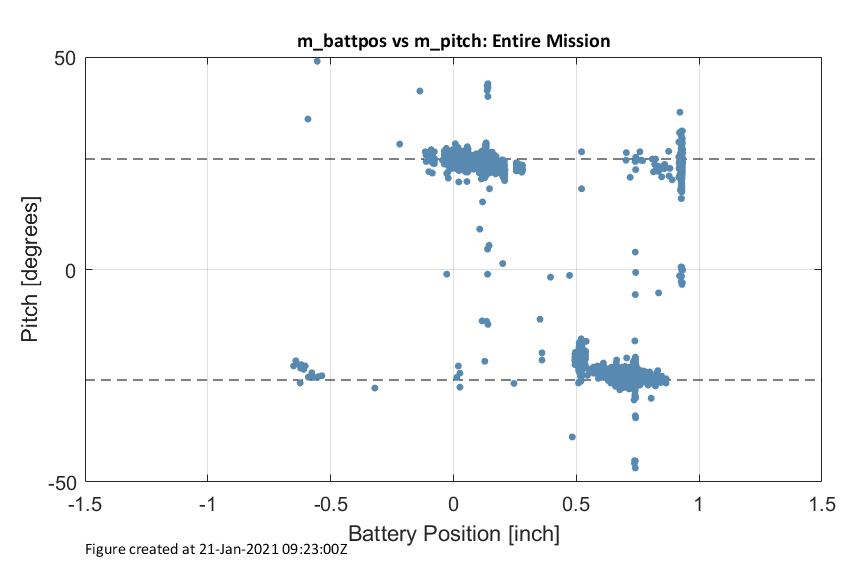 m_battpos vs m_pitch: Entire Mission
50
0
-50
Pitch [degrees]
-1.5 -1 -0.5 0 0.5 1 1.5
Battery Position [inch]
Figure created at 21-Jan-2021 09:23:00Z